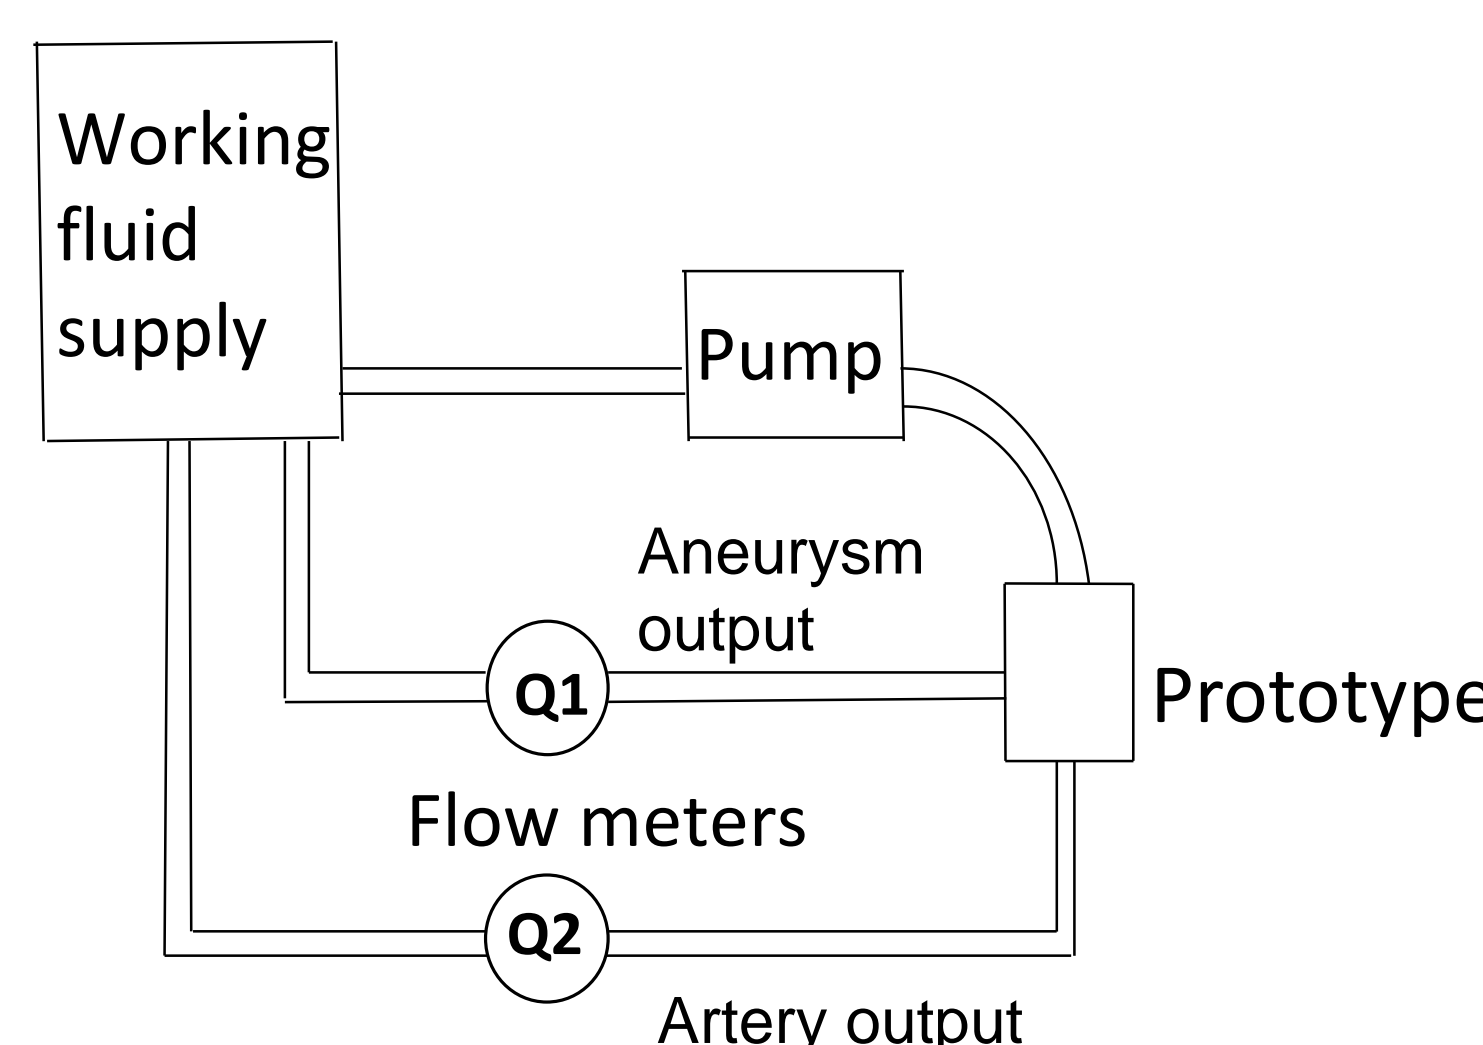 Working
fluid
supply
Pump
Aneurysm
output
Q1
Prototype
Flow meters
Q2
Artery output